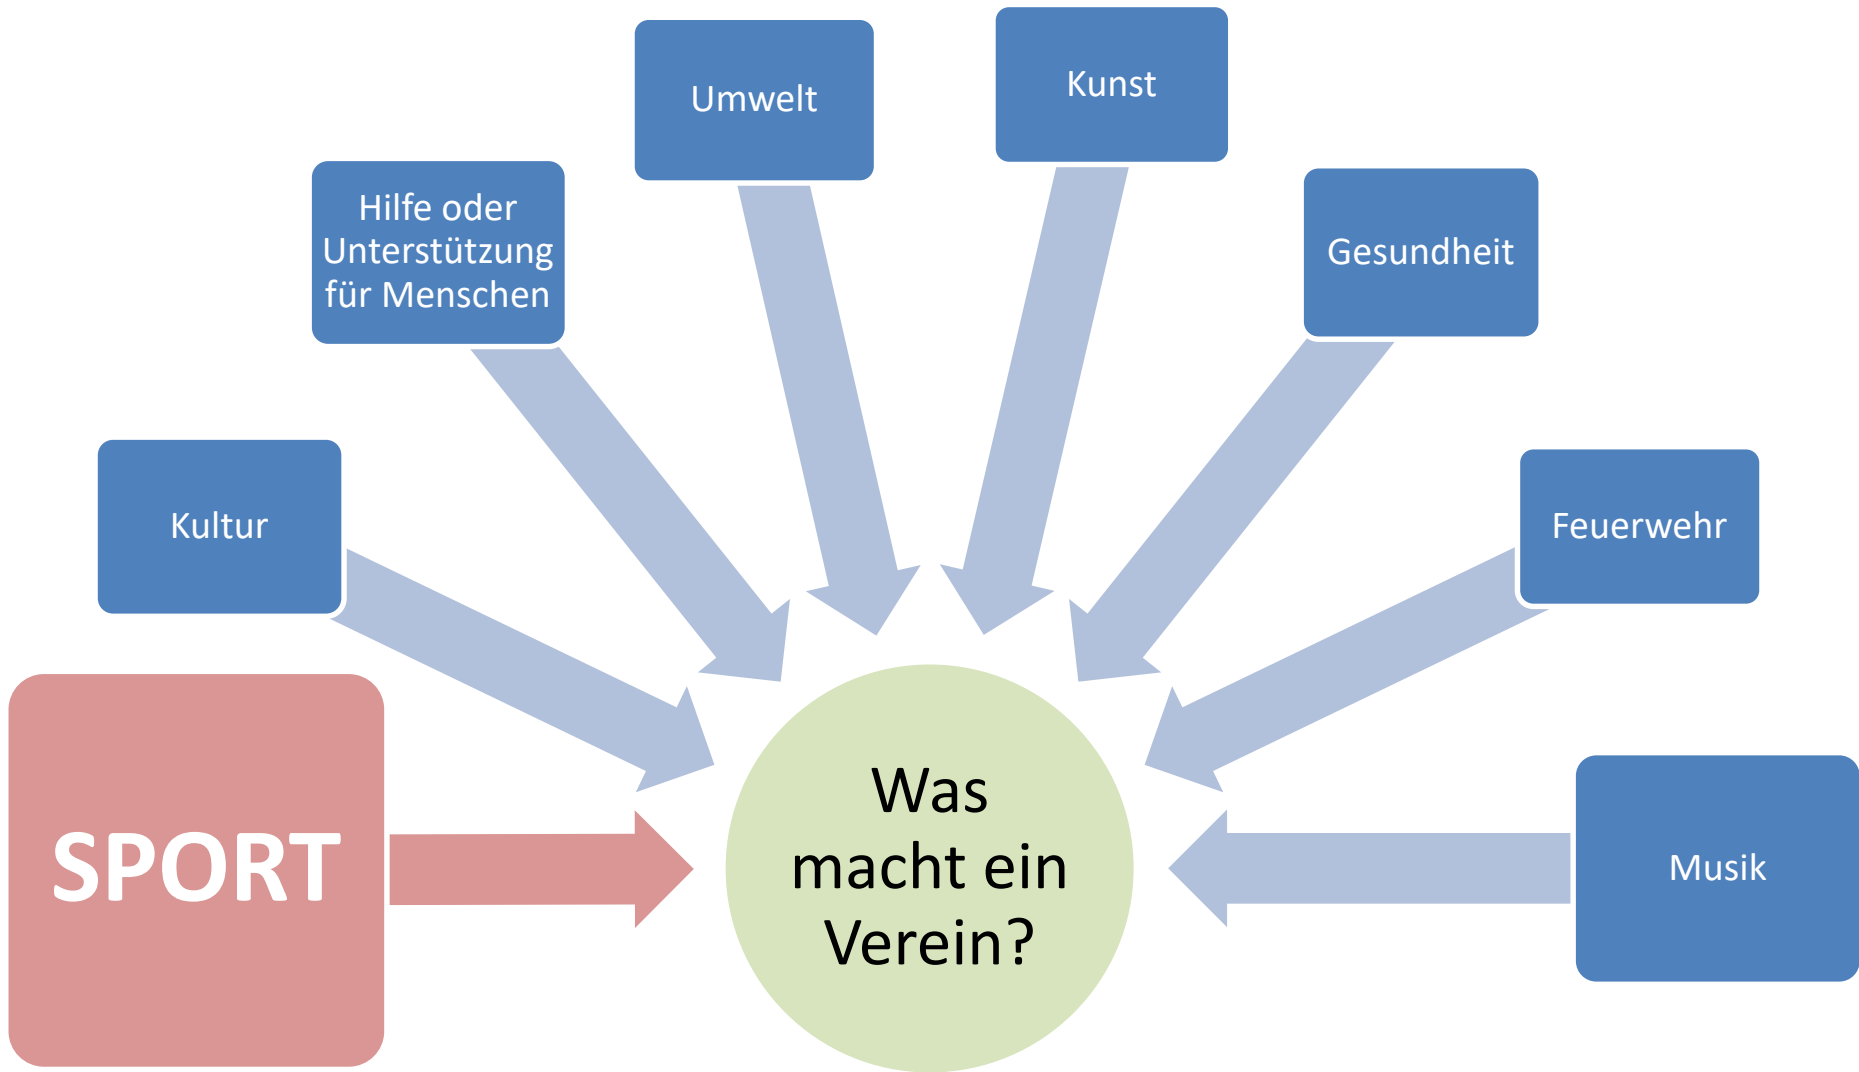 Kunst
Umwelt
Hilfe oder
Unterstützung
für Menschen
Gesundheit
Kultur
Feuerwehr
SPORT
Was
macht ein
Verein?
Musik